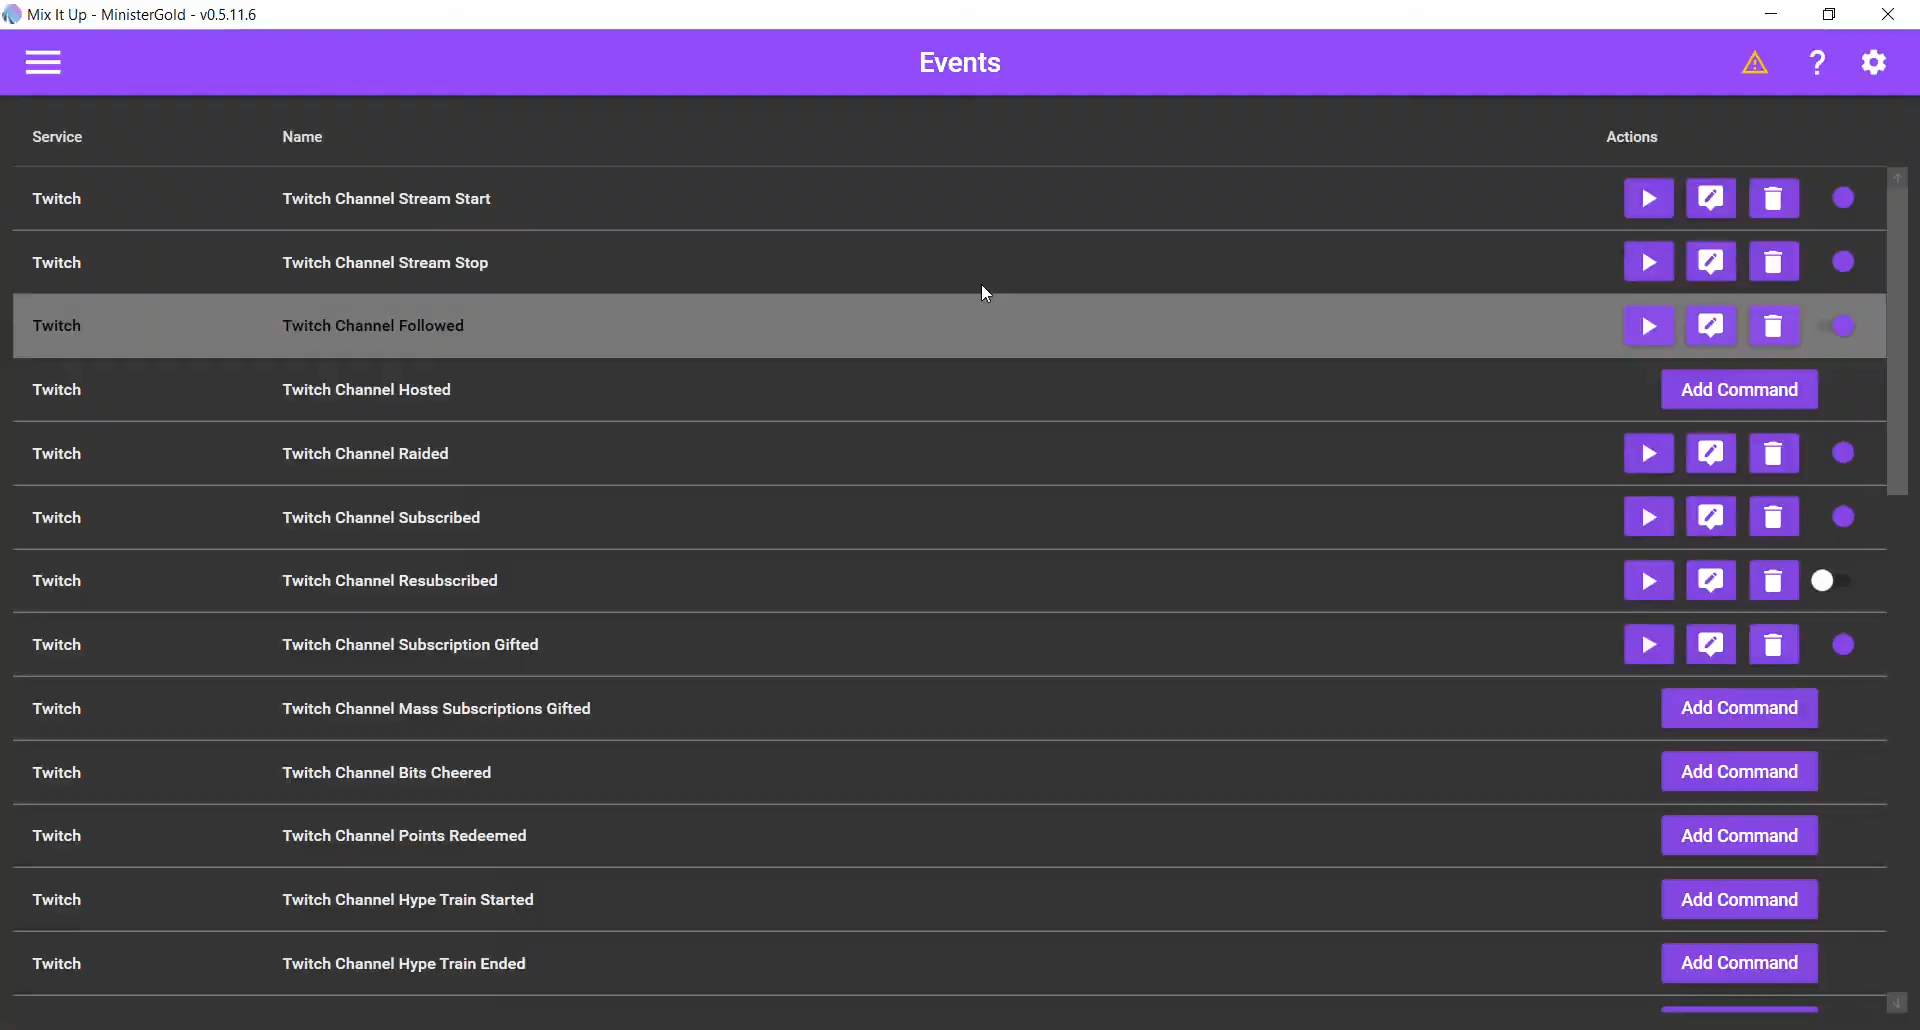 Mix It Up - MinisterGold - v0.5.11.6
Events
Service Name Actions
Twitch Twitch Channel Stream Start
Twitch Twitch Channel Stream Stop
Twitch Twitch Channel Followed
Twitch Twitch Channel Hosted Add Command
Twitch Twitch Channel Raided
Twitch Twitch Channel Subscribed
Twitch Twitch Channel Resubscribed
Twitch Twitch Channel Subscription Gifted
Twitch Twitch Channel Mass Subscriptions Gifted Add Command
Twitch Twitch Channel Bits Cheered Add Command
Twitch Twitch Channel Points Redeemed Add Command
Twitch Twitch Channel Hype Train Started Add Command
Twitch Twitch Channel Hype Train Ended Add Command